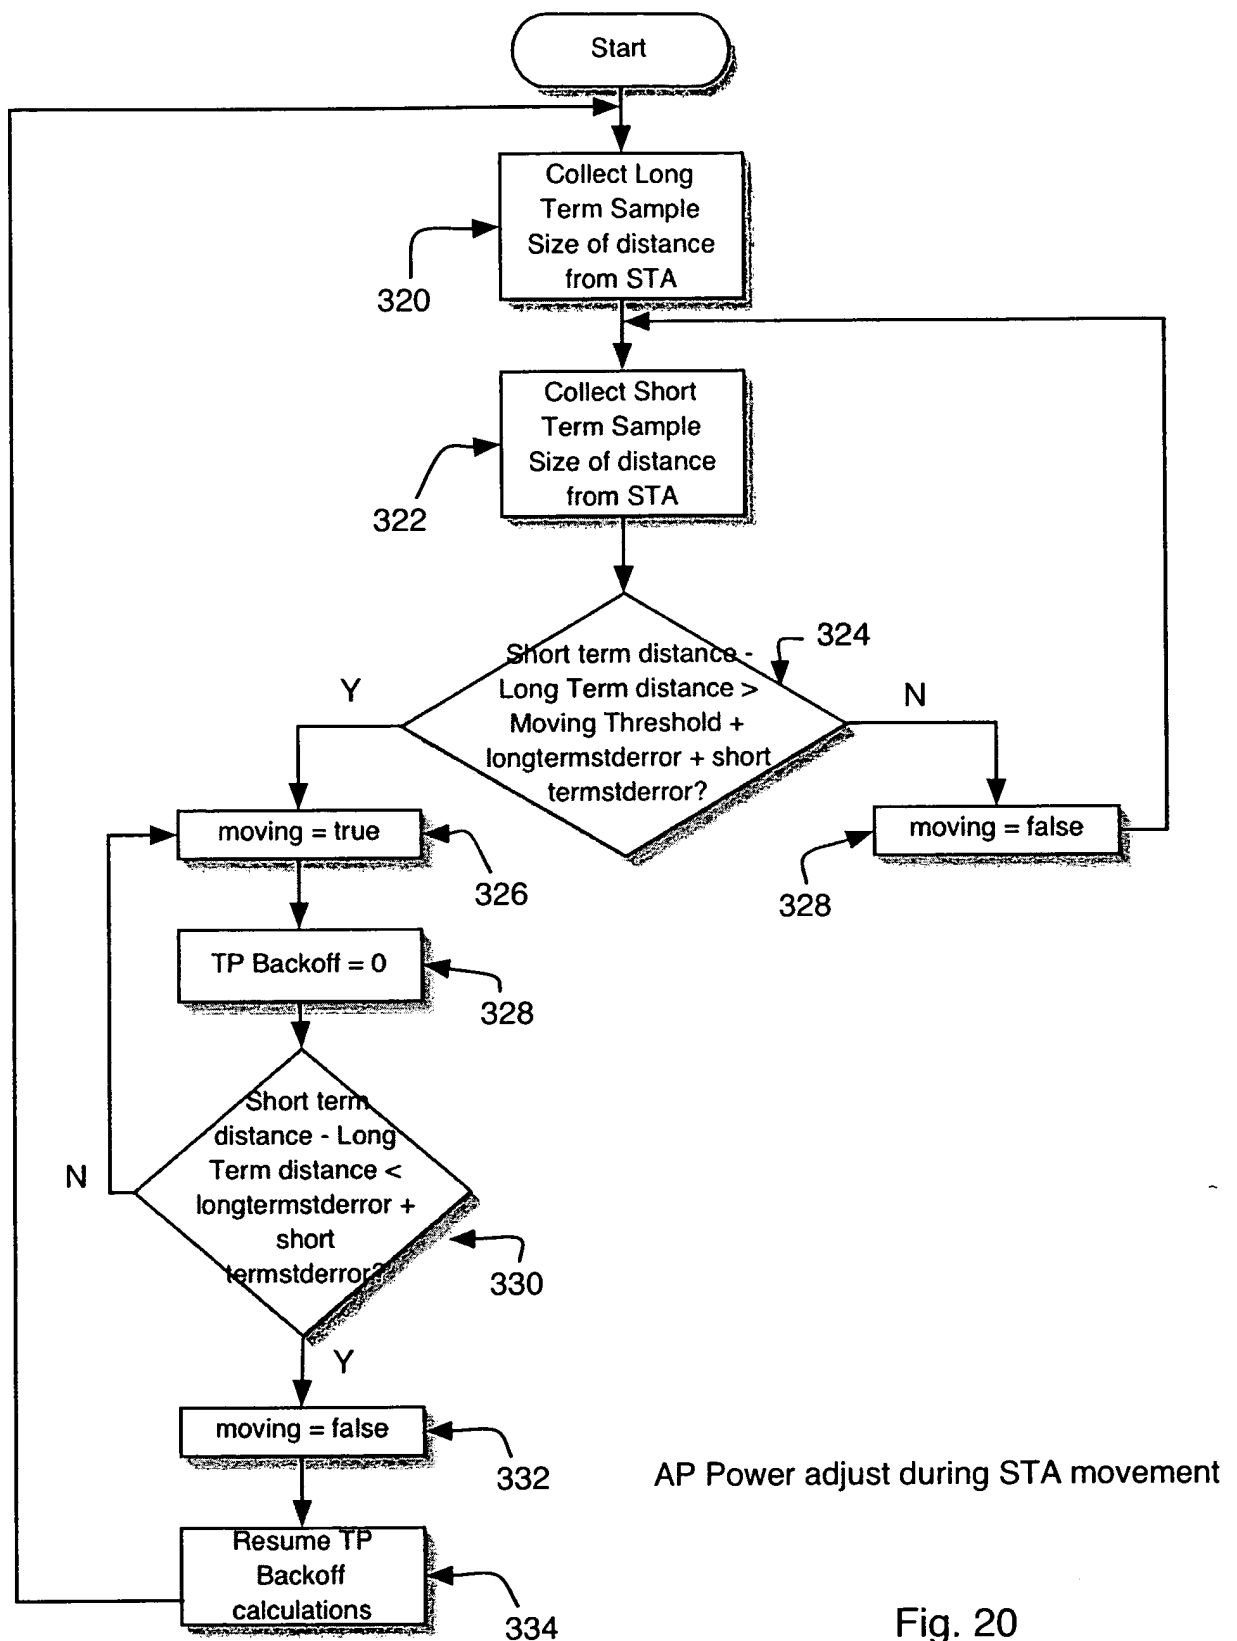 Start
Collect Long
Term Sample
Size of distance
from STA
320
Collect Short
Term Sample
Size of distance
from STA
322
324
Short term distance -
Long Term distance >
Moving Threshold +
longtermstderror + short
termstderror?
Y
N
moving = true
326
moving = false
328
TP Backoff = 0
328
Short term
distance - Long
Term distance <
longtermstderror +
short
termstderror?
N
330
Y
moving = false
332
AP Power adjust during STA movement
Resume TP
Backoff
calculations
334
Fig. 20